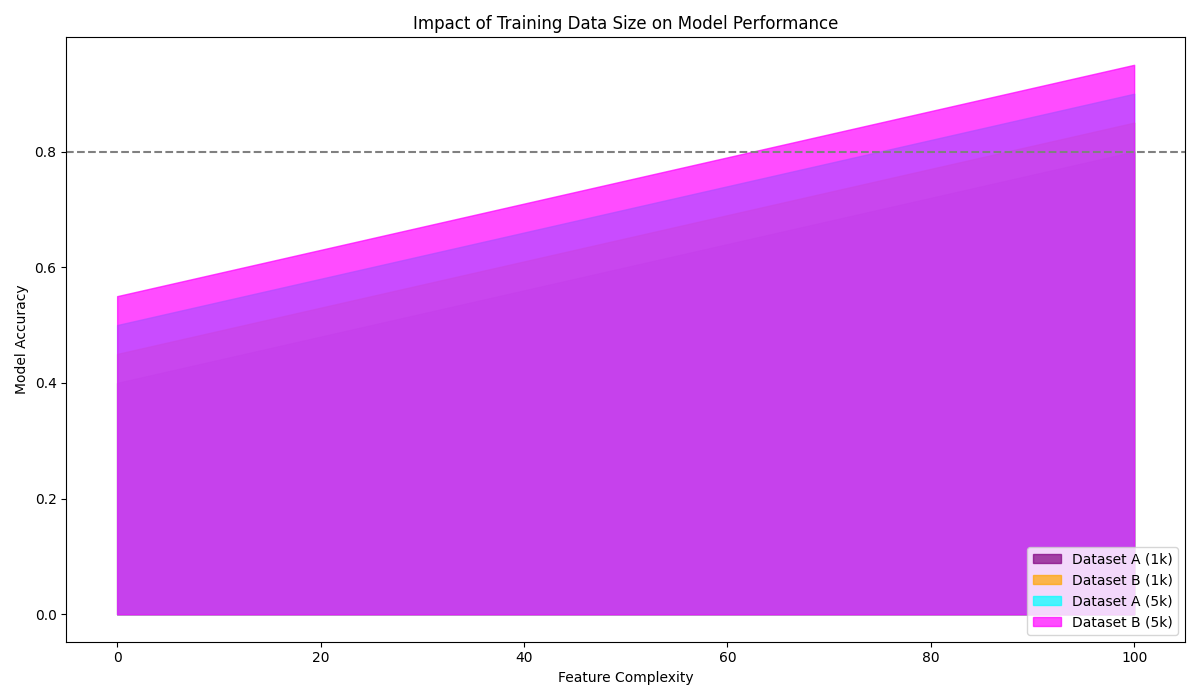 Impact of Training Data Size on Model Performance
Model Accuracy
0.8
0.6
0.4
0.2
0.0
0 20 40 60 80 100
Feature Complexity
Dataset A (1k)
Dataset B (1k)
Dataset A (5k)
Dataset B (5k)